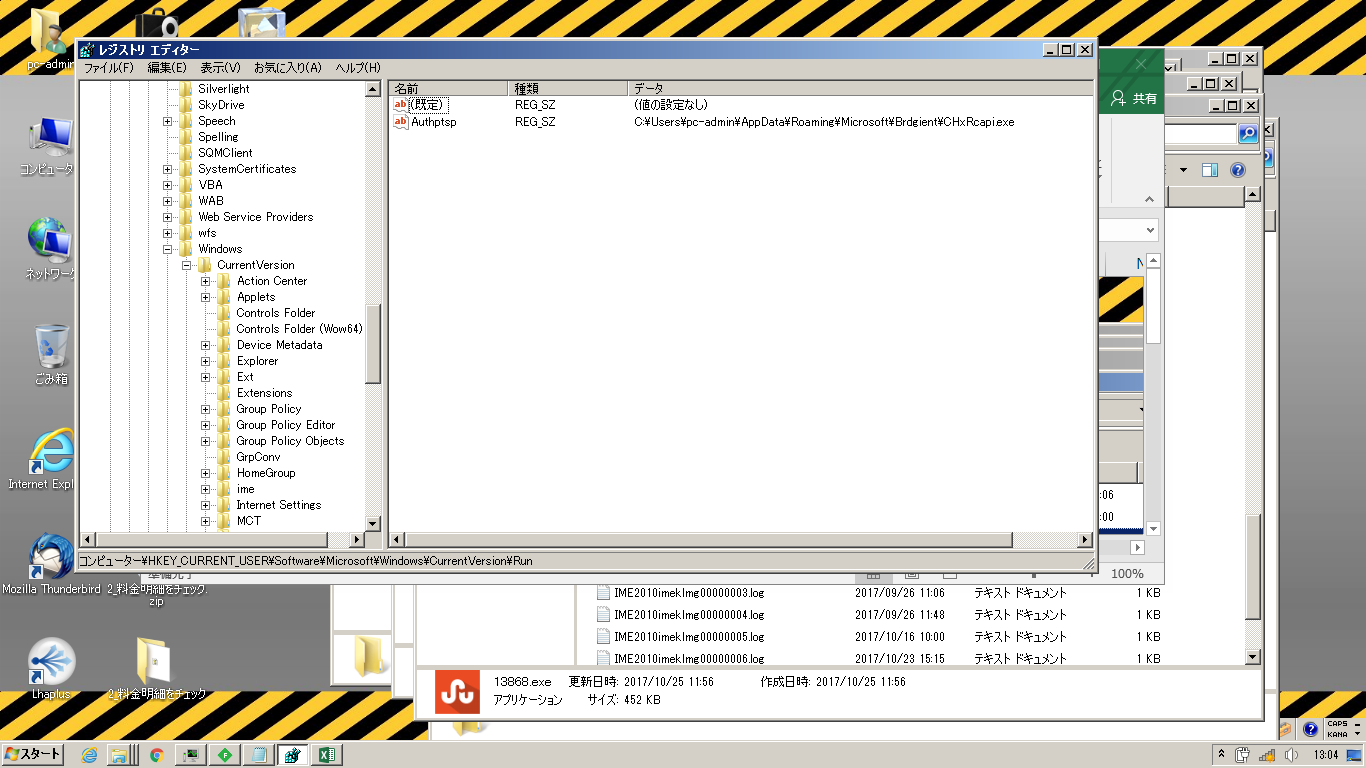 pc-admin
レジストリ エディター
ファイル(F) 編集(E) 表示(V) お気に入り(A) ヘルプ(H)
Silverlight
SkyDrive
Speech
Spelling
SQMClient
SystemCertificates
VBA
WAB
Web Service Providers
wfs
Windows
CurrentVersion
Action Center
Applets
Controls Folder
Controls Folder (Wow64)
Device Metadata
Explorer
Ext
Extensions
Group Policy
Group Policy Editor
Group Policy Objects
GrpConv
HomeGroup
ime
Internet Settings
MCT
名前 種類 データ
(既定) REG_SZ (値の設定なし)
Authptsp REG_SZ C:¥Users¥pc-admin¥AppData¥Roaming¥Microsoft¥Brdgient¥CHxRcapi.exe
コンピューター¥HKEY_CURRENT_USER¥Software¥Microsoft¥Windows¥CurrentVersion¥Run
共有
N
:06
:00
100%
準備完了
コンピュータ
ネットワーク
ごみ箱
Internet Expl
Mozilla Thunderbird
2_料金明細をチェック.
zip
Lhaplus
2_料金明細をチェック
IME2010imeklmg00000003.log 2017/09/26 11:06 テキスト ドキュメント 1 KB
IME2010imeklmg00000004.log 2017/09/26 11:48 テキスト ドキュメント 1 KB
IME2010imeklmg00000005.log 2017/10/16 10:00 テキスト ドキュメント 1 KB
IME2010imeklmg00000006.log 2017/10/23 15:15 テキスト ドキュメント 1 KB
13868.exe 更新日時: 2017/10/25 11:56 作成日時: 2017/10/25 11:56
アプリケーション サイズ: 452 KB
スタート
CAPS
KANA
13:04